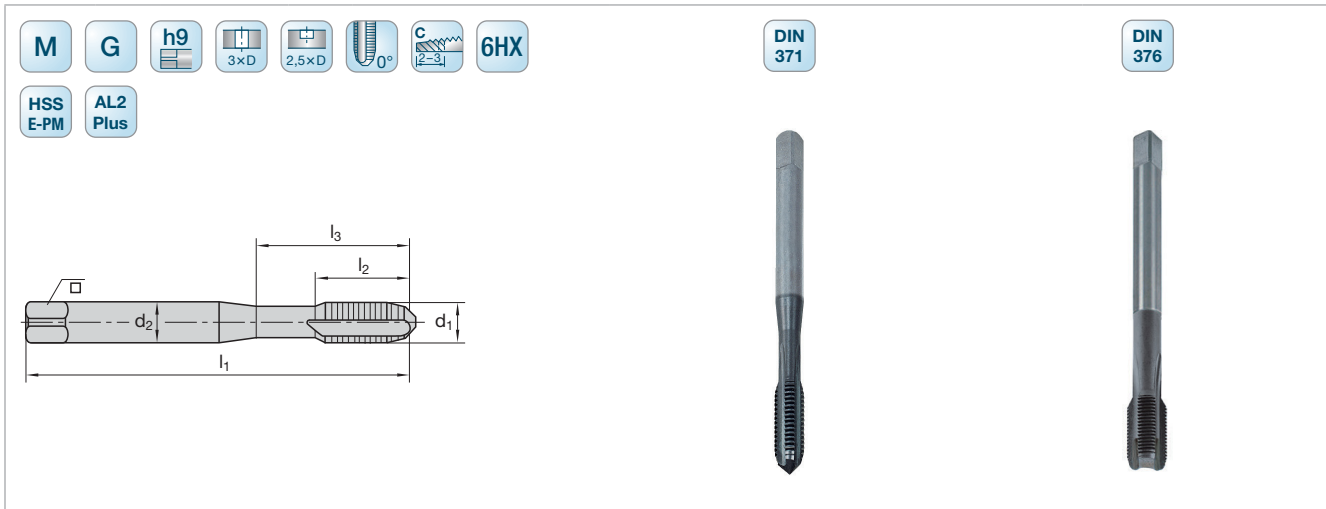 M
G
h9
3×D
2,5×D
0°
C
2–3
6HX
HSS
E-PM
AL2
Plus
DIN
371
DIN
376
l3
l2
d2
d1
l1